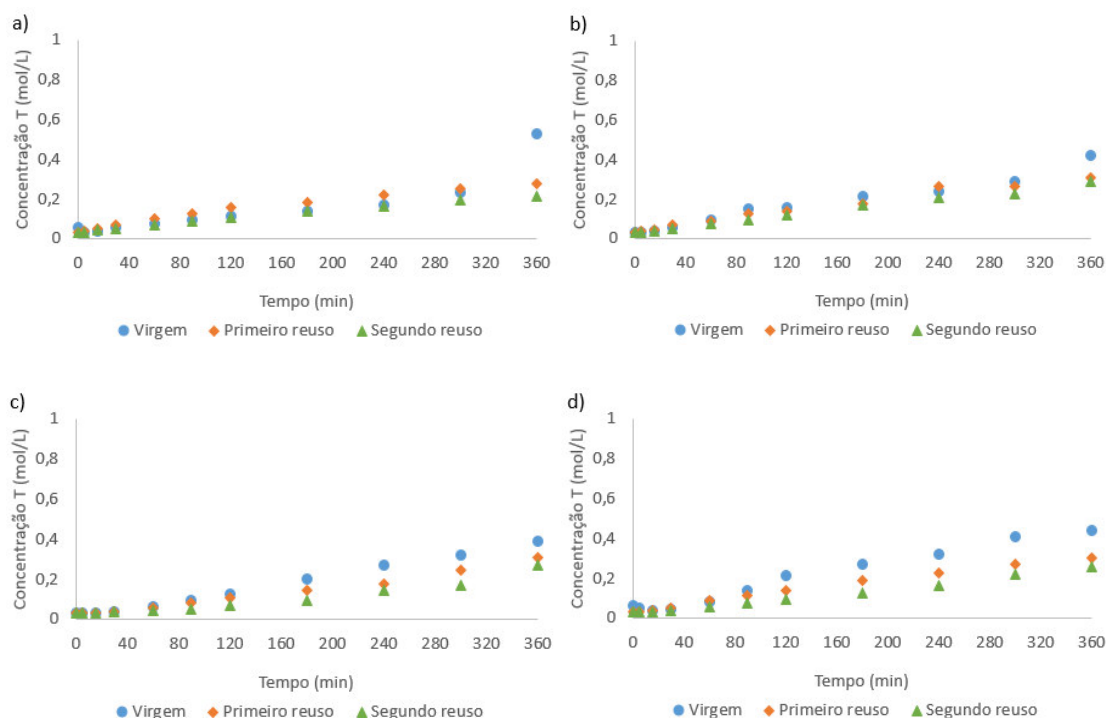 a)
Concentração T (mol/L)
1
0,8
0,6
0,4
0,2
0
0 40 80 120 160 200 240 280 320 360
Tempo (min)
Virgem Primeiro reuso Segundo reuso
b)
Concentração T (mol/L)
1
0,8
0,6
0,4
0,2
0
0 40 80 120 160 200 240 280 320 360
Tempo (min)
Virgem Primeiro reuso Segundo reuso
c)
Concentração T (mol/L)
1
0,8
0,6
0,4
0,2
0
0 40 80 120 160 200 240 280 320 360
Tempo (min)
Virgem Primeiro reuso Segundo reuso
d)
Concentração T (mol/L)
1
0,8
0,6
0,4
0,2
0
0 40 80 120 160 200 240 280 320 360
Tempo (min)
Virgem Primeiro reuso Segundo reuso